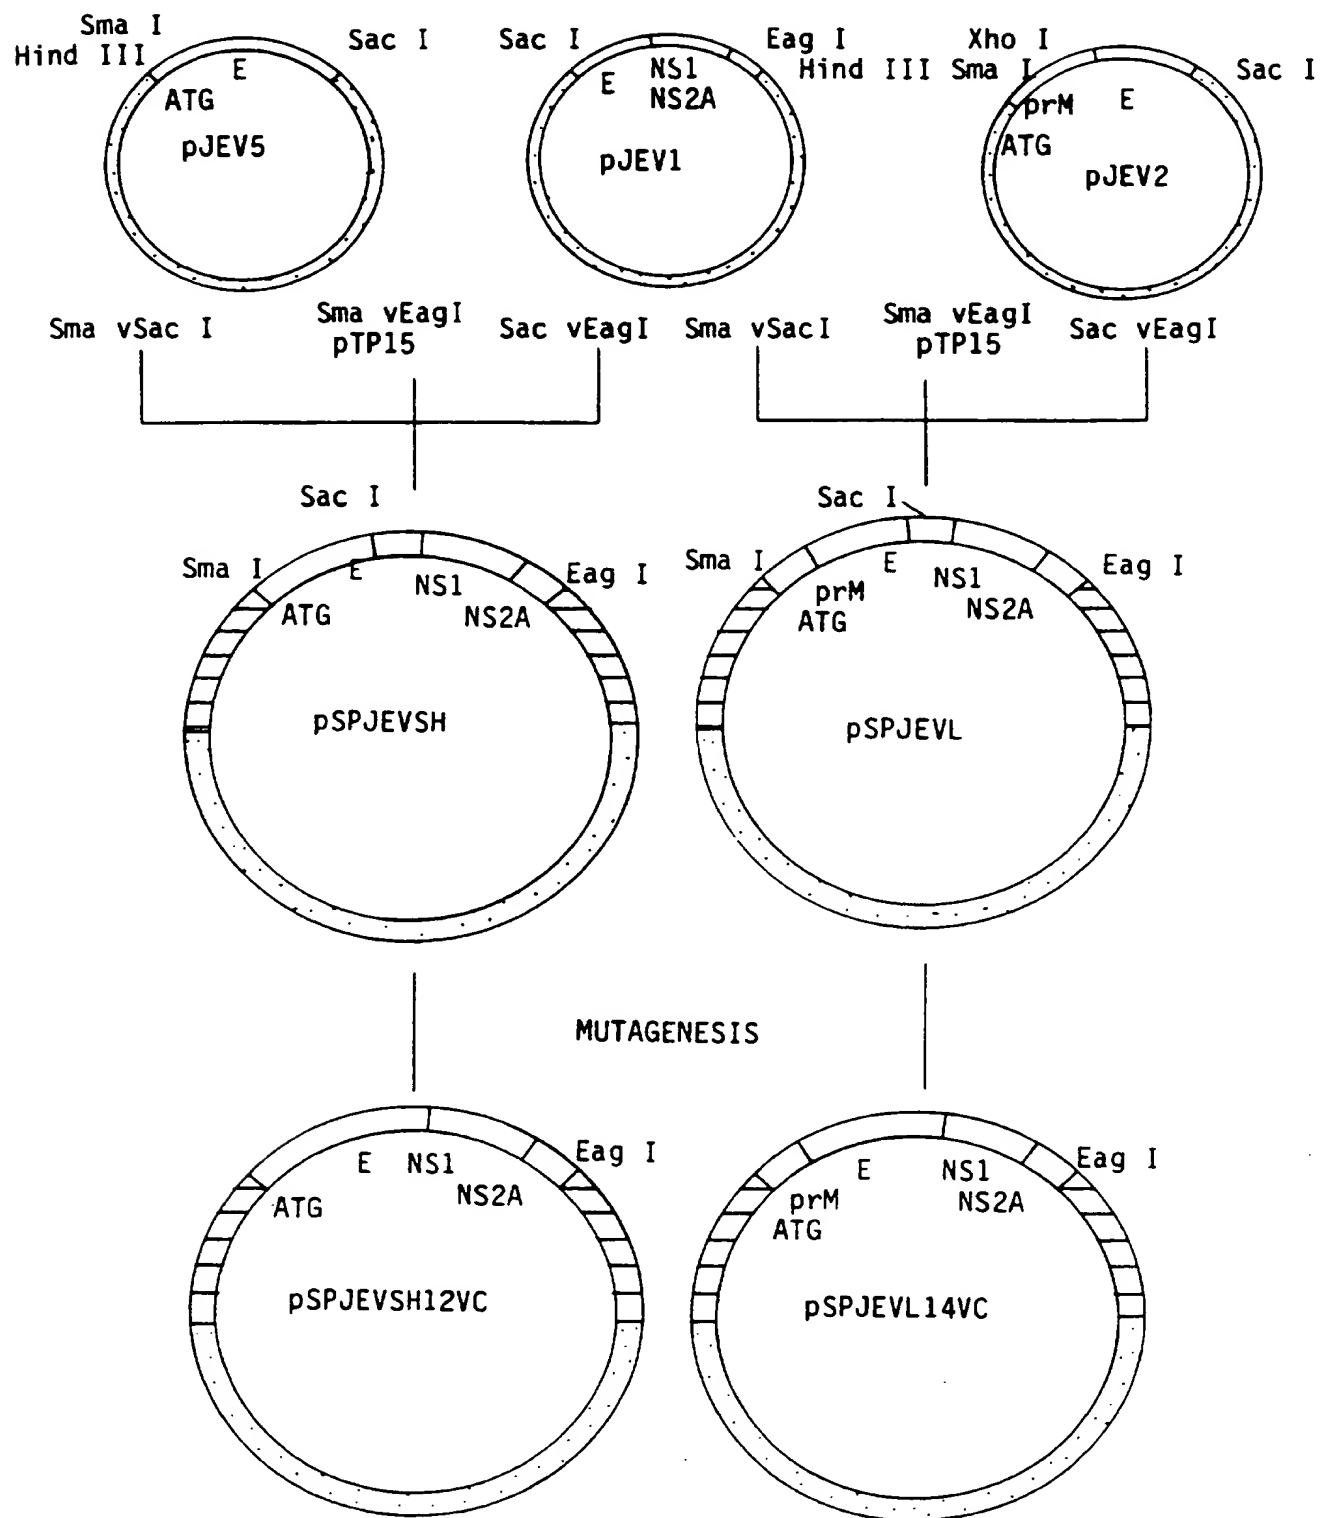 Sma I
Hind III
Sac I
E
ATG
pJEV5
Sac I
Eag I
Hind III
E
NS1
NS2A
pJEV1
Xho I
Sma I
Sac I
prM
E
ATG
pJEV2
Sma vSac I
Sma vEagI
pTP15
Sac vEagI
Sma vSacI
Sma vEagI
pTP15
Sac vEagI
Sac I
Sma I
E
Eag I
NS1
ATG
NS2A
pSPJEVSH
Sac I
Sma I
E
Eag I
NS1
prM
NS2A
ATG
pSPJEVL
MUTAGENESIS
Eag I
E
NS1
NS2A
ATG
pSPJEVSH12VC
Eag I
E
NS1
prM
NS2A
ATG
pSPJEVL14VC